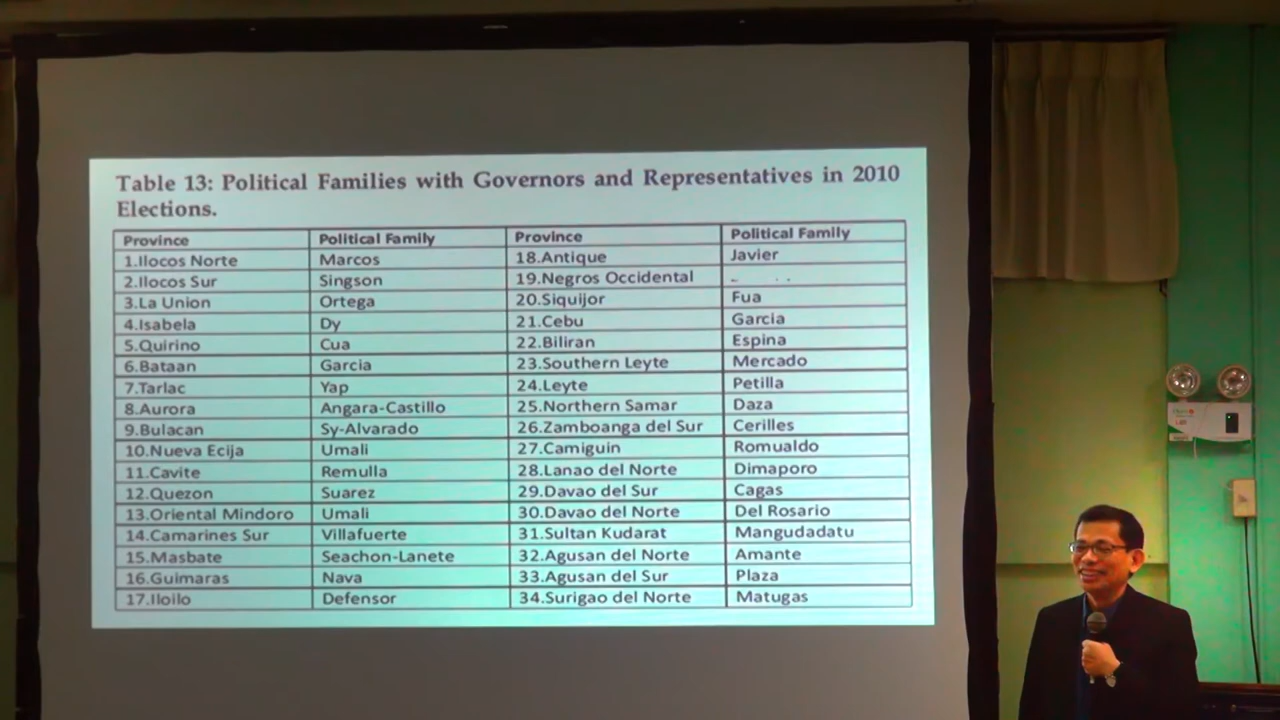 Table 13: Political Families with Governors and Representatives in 2010
Elections.
Province Political Family Province Political Family
1.Ilocos Norte Marcos 18.Antique Javier
2.Ilocos Sur Singson 19.Negros Occidental
3.La Union Ortega 20.Siquijor Fua
4.Isabela Dy 21.Cebu Garcia
5.Quirino Cua 22.Biliran Espina
6.Bataan Garcia 23.Southern Leyte Mercado
7.Tarlac Yap 24.Leyte Petilla
8.Aurora Angara-Castillo 25.Northern Samar Daza
9.Bulacan Sy-Alvarado 26.Zamboanga del Sur Cerilles
10.Nueva Ecija Umali 27.Camiguin Romualdo
11.Cavite Remulla 28.Lanao del Norte Dimaporo
12.Quezon Suarez 29.Davao del Sur Cagas
13.Oriental Mindoro Umali 30.Davao del Norte Del Rosario
14.Camarines Sur Villafuerte 31.Sultan Kudarat Mangudadatu
15.Masbate Seachon-Lanete 32.Agusan del Norte Amante
16.Guimaras Nava 33.Agusan del Sur Plaza
17.Iloilo Defensor 34.Surigao del Norte Matugas